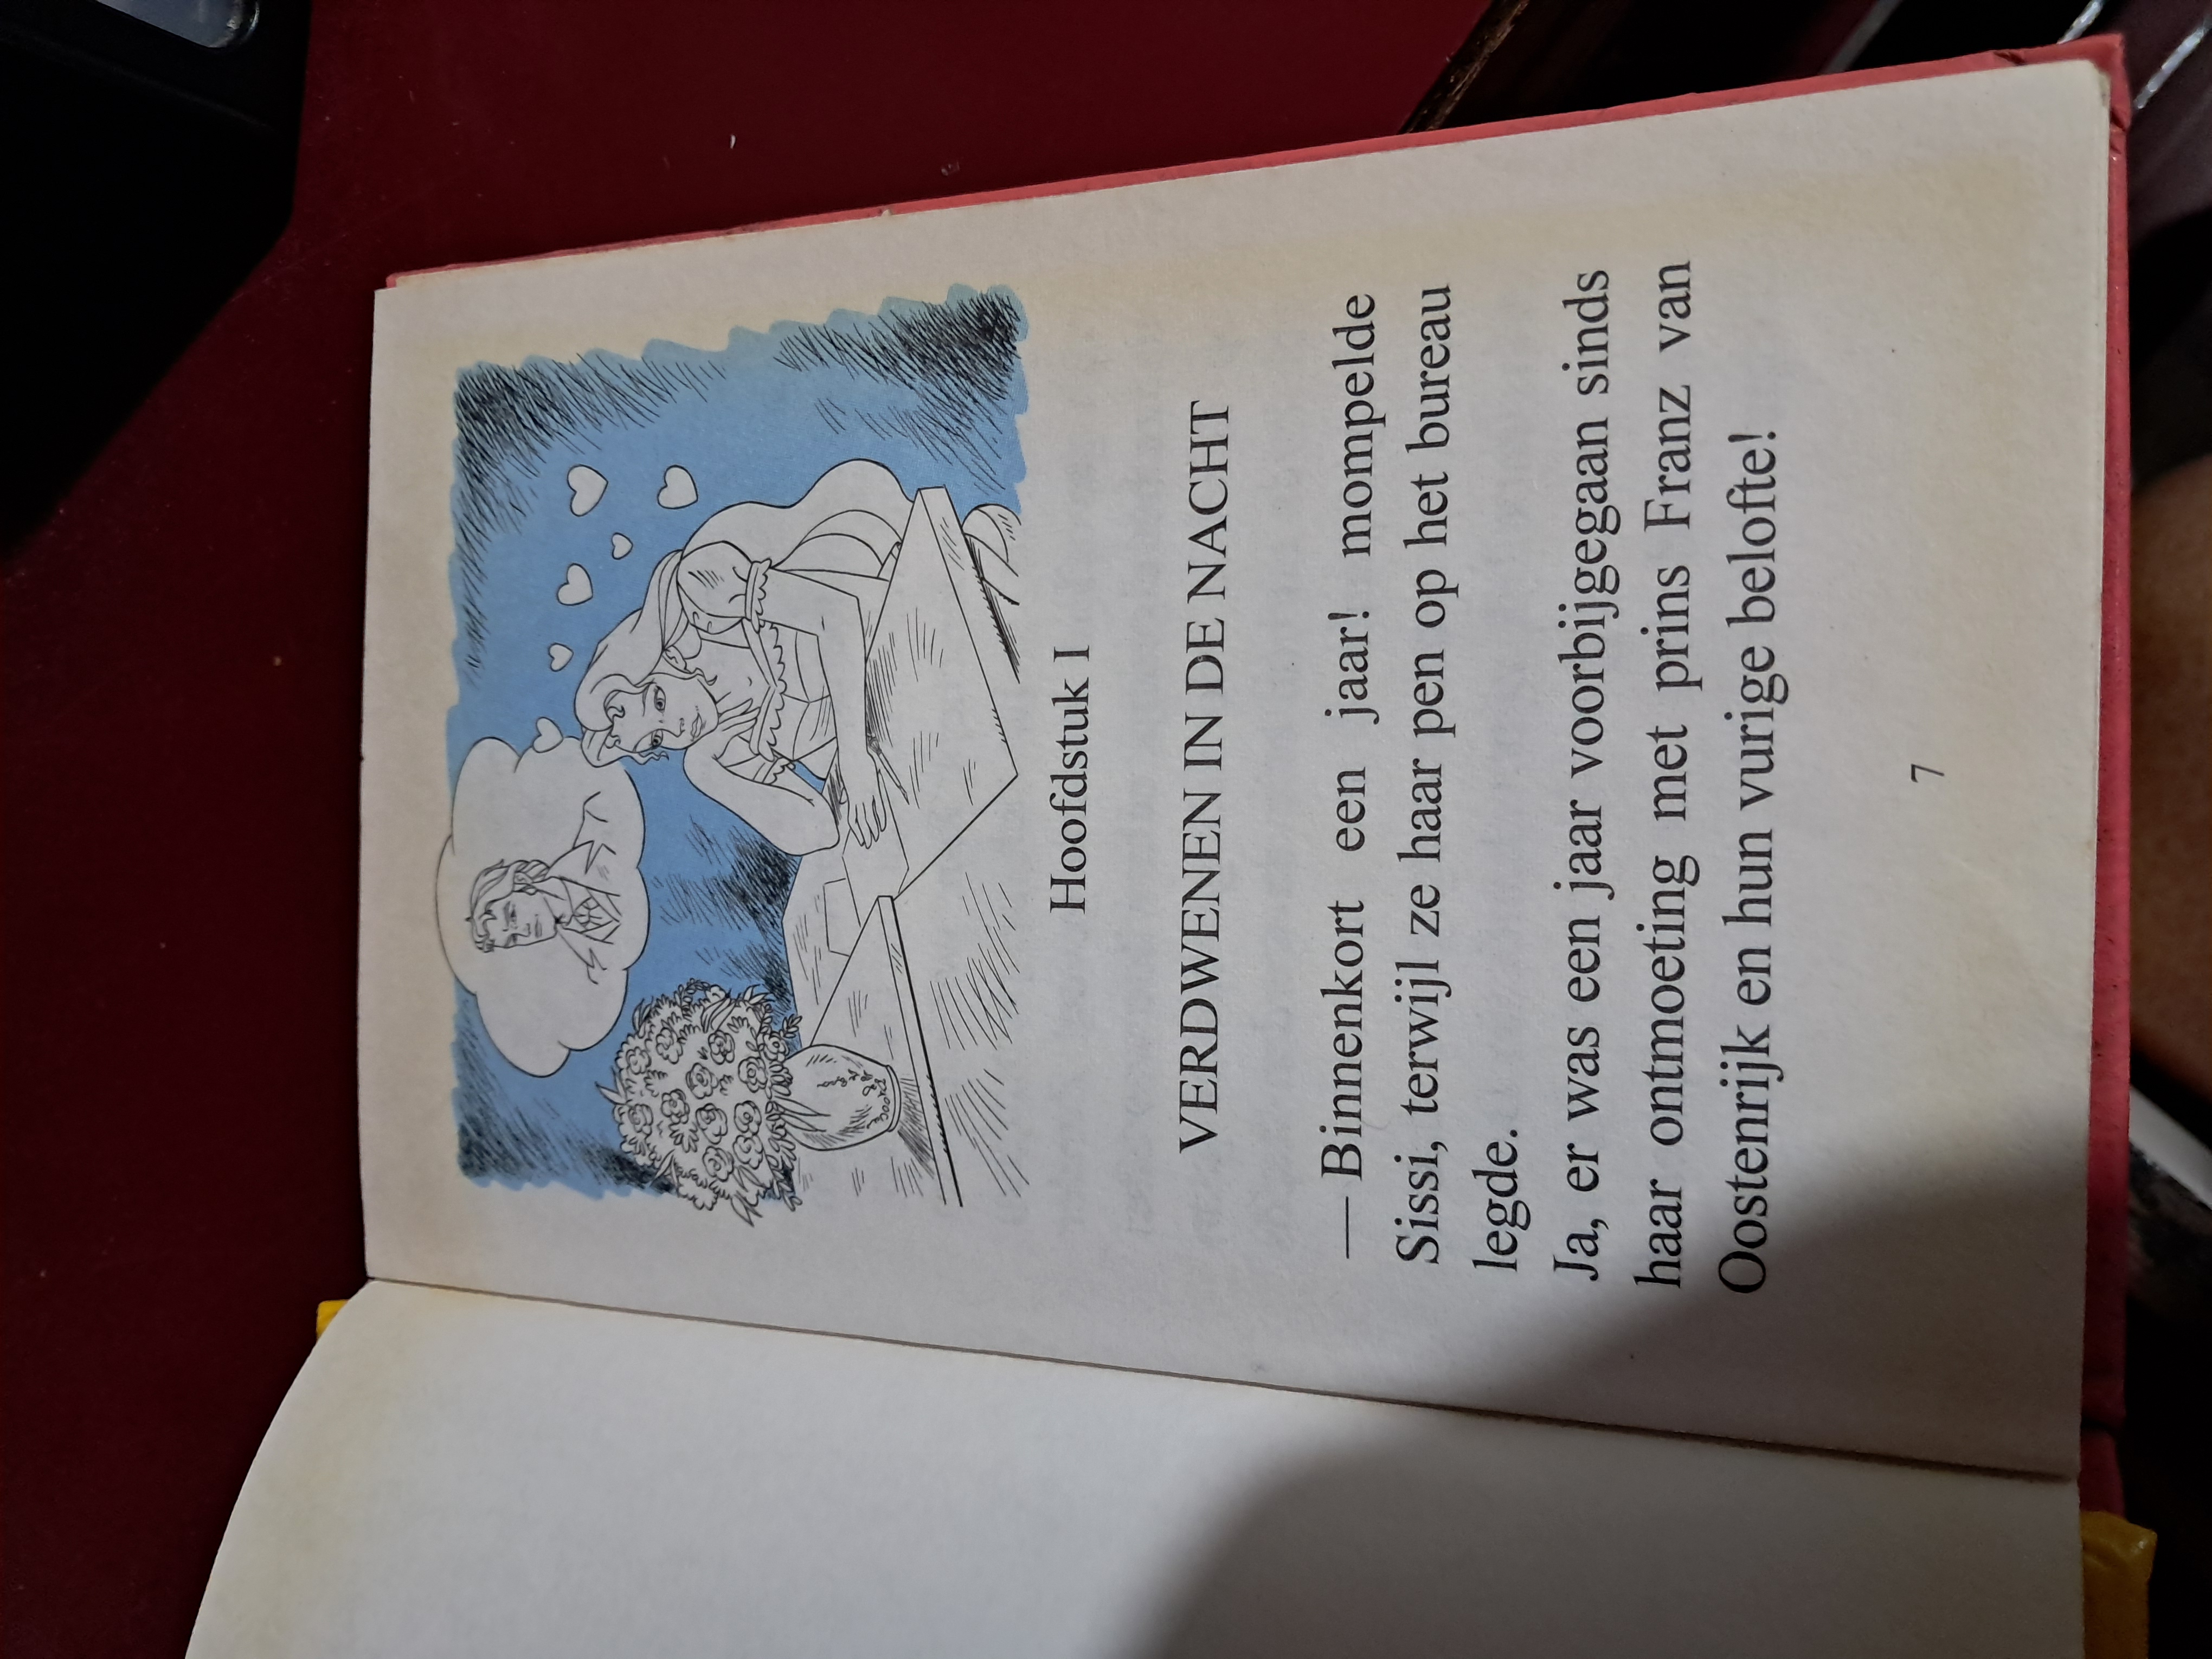 Hoofdstuk I
VERDWENEN IN DE NACHT
—Binnenkort een jaar! mompelde
Sissi, terwijl ze haar pen op het bureau
legde.
Ja, er was een jaar voorbijgegaan sinds
haar ontmoeting met prins Franz van
Oostenrijk en hun vurige belofte!
7